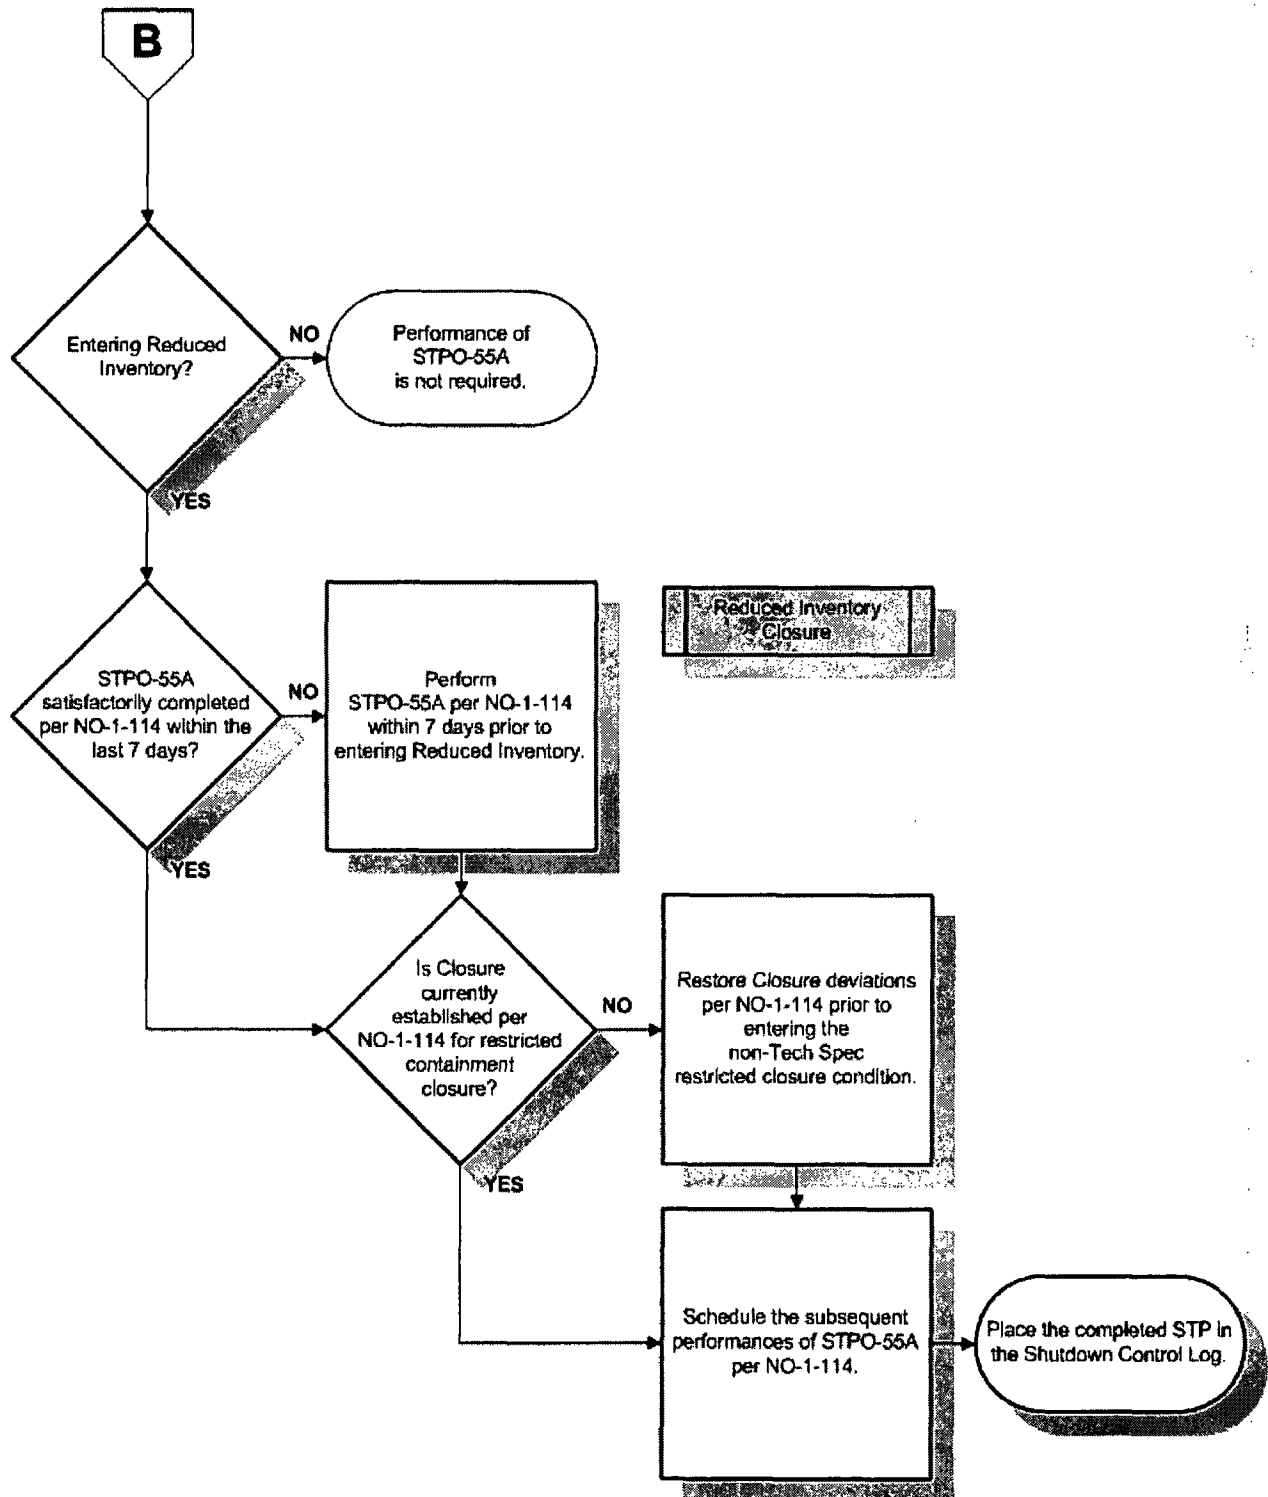 B
Entering Reduced
Inventory?
NO
Performance of
STPO-55A
is not required.
YES
STPO-55A
satisfactorily completed
per NO-1-114 within the
last 7 days?
NO
Perform
STPO-55A per NO-1-114
within 7 days prior to
entering Reduced Inventory.
Reduced Inventory
Closure
YES
Is Closure
currently
established per
NO-1-114 for restricted
containment
closure?
NO
Restore Closure deviations
per NO-1-114 prior to
entering the
non-Tech Spec
restricted closure condition.
YES
Schedule the subsequent
performances of STPO-55A
per NO-1-114.
Place the completed STP in
the Shutdown Control Log.